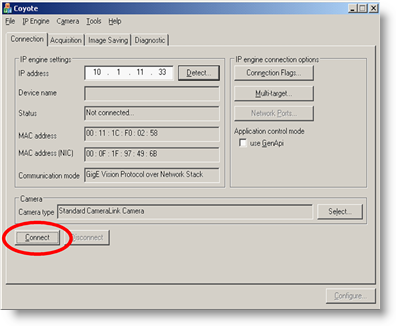 Coyote
File IP Engine Camera Tools Help
Connection Acquisition Image Saving Diagnostic
IP engine settings
IP address 10 . 1 . 11 . 33 Detect...
Device name
Status Not connected...
MAC address 00 : 11 : 1C : F0 : 02 : 58
MAC address (NIC) 00 : 0F : 1F : 97 : 49 : 6B
Communication mode GigE Vision Protocol over Network Stack
IP engine connection options
Connection Flags...
Multi-target...
Network Ports...
Application control mode
use GenApi
Camera
Camera type Standard CameraLink Camera Select...
Connect Disconnect
Configure...